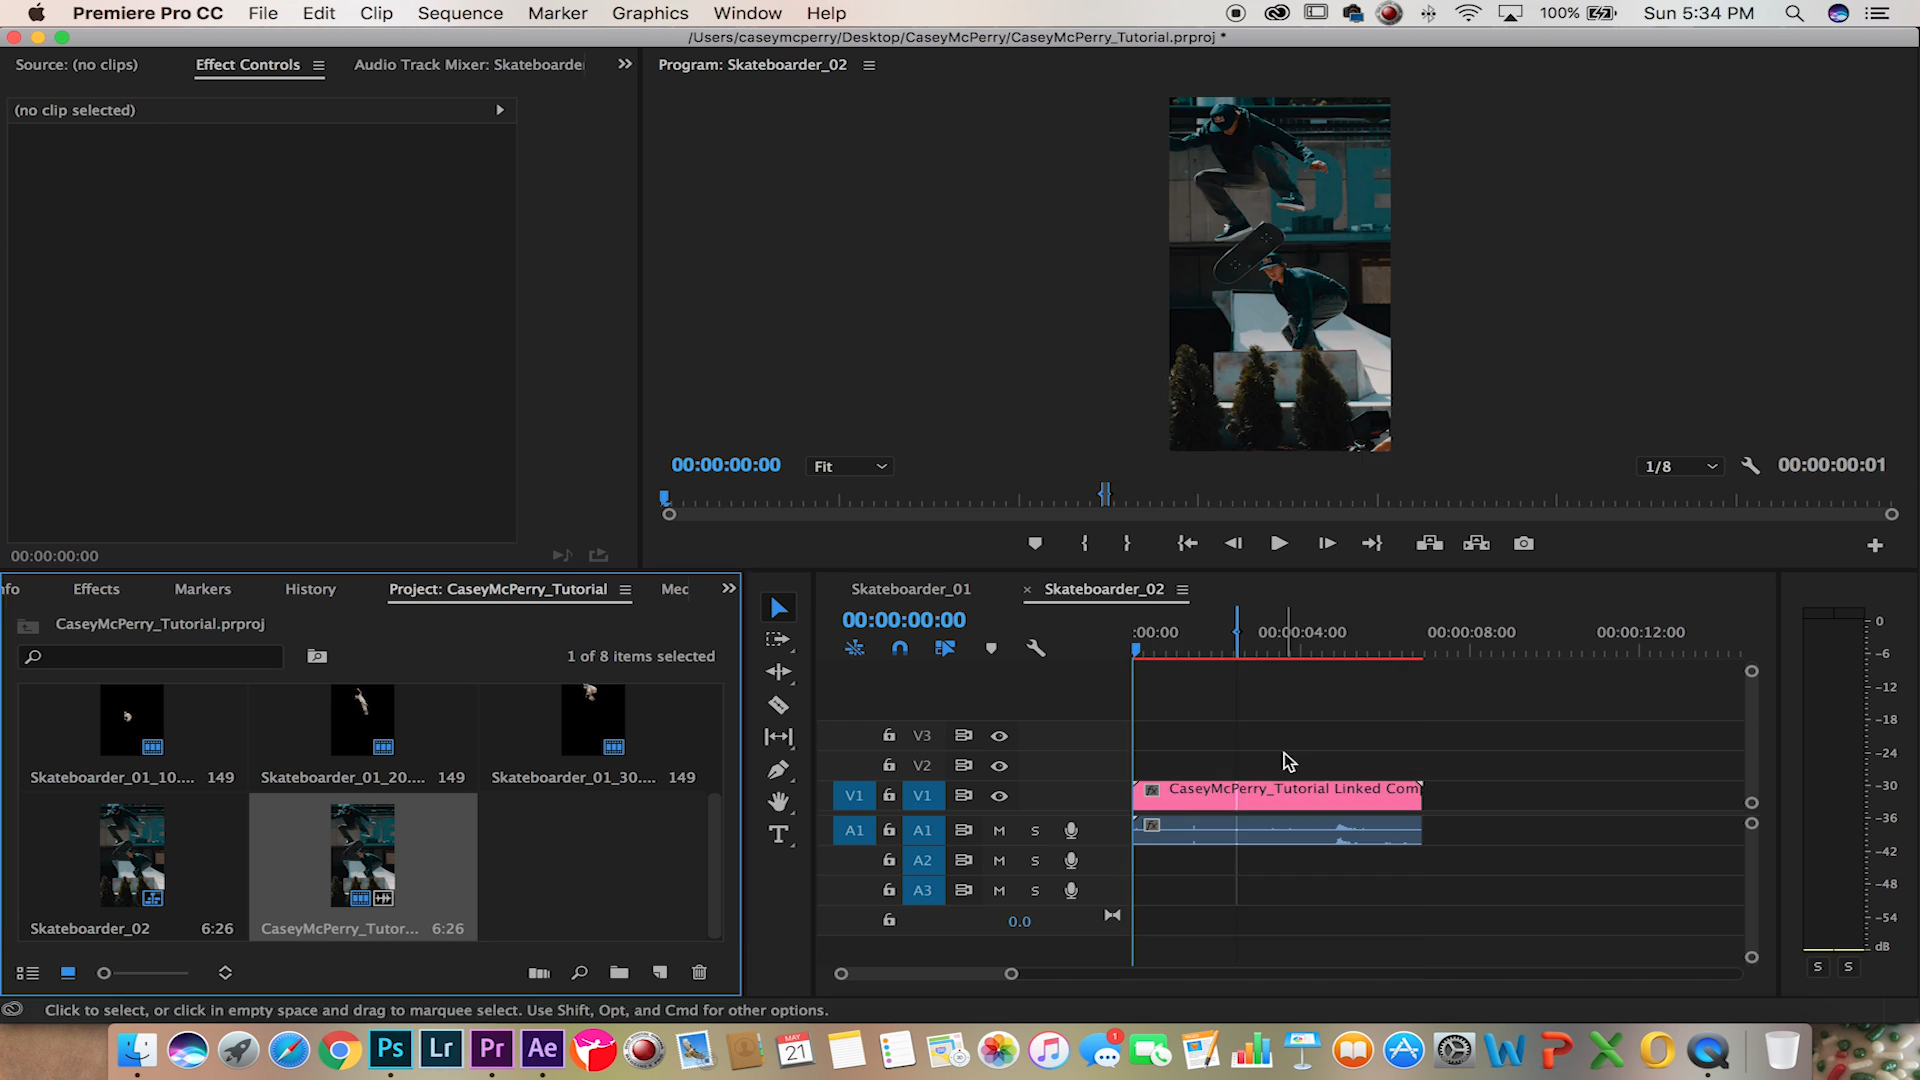 Premiere Pro CC File Edit Clip Sequence Marker Graphics Window Help 100% Sun 5:34 PM
/Users/caseymcperry/Desktop/CaseyMcPerry/CaseyMcPerry_Tutorial.prproj *
Source: (no clips) Effect Controls Audio Track Mixer: Skateboarde Program: Skateboarder_02
(no clip selected)
DE
00:00:00:00 Fit 1/8 00:00:00:01
00:00:00:00
nfo Effects Markers History Project: CaseyMcPerry_Tutorial Mec
CaseyMcPerry_Tutorial.prproj
1 of 8 items selected
Skateboarder_01_10.... 149 Skateboarder_01_20.... 149 Skateboarder_01_30.... 149
Skateboarder_02 6:26 CaseyMcPerry_Tutor... 6:26
Skateboarder_01 × Skateboarder_02
00:00:00:00
:00:00 00:00:04:00 00:00:08:00 00:00:12:00
V3
V2
V1 V1 fx CaseyMcPerry_Tutorial Linked Com
A1 A1 M S fx
A2 M S
A3 M S
0.0
0
-6
-12
-18
-24
-30
-36
-42
-48
-54
dB
S S
Click to select, or click in empty space and drag to marquee select. Use Shift, Opt, and Cmd for other options.
Ps Lr Pr Ae MAY 21 1 W P X O